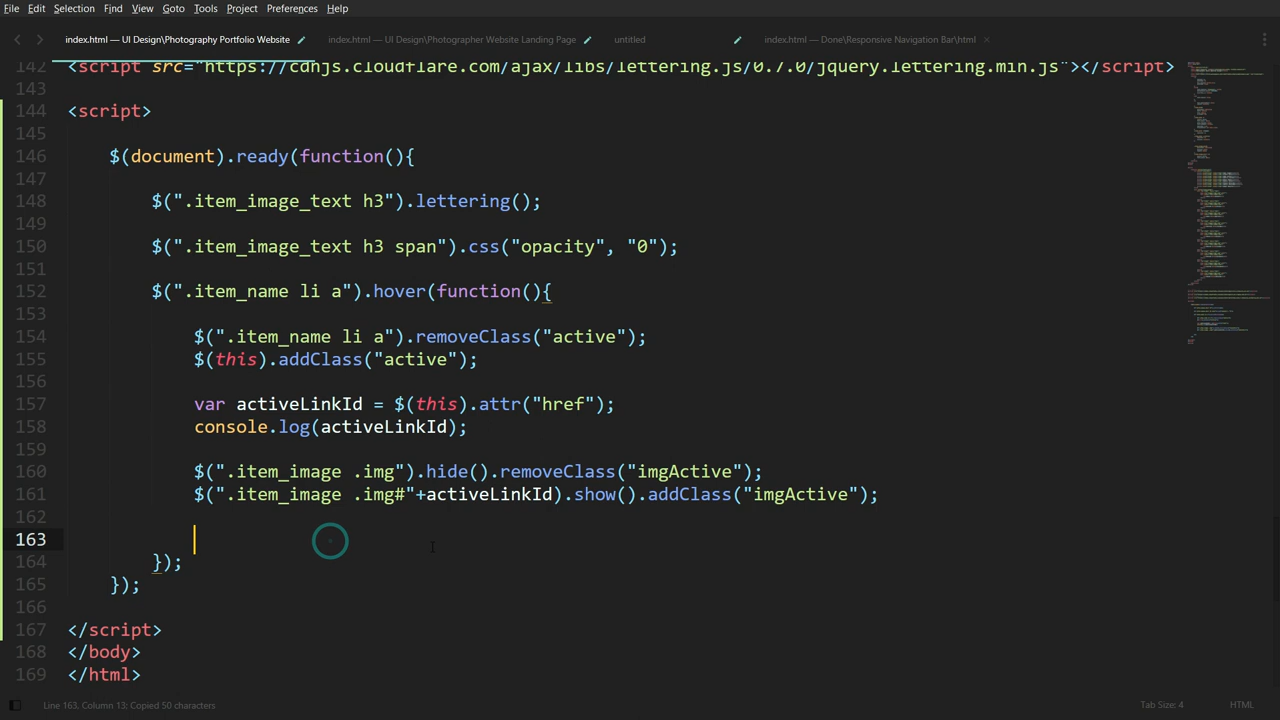 File Edit Selection Find View Goto Tools Project Preferences Help
index.html — UI Design\Photography Portfolio Website index.html — UI Design\Photographer Website Landing Page untitled index.html — Done\Responsive Navigation Bar\html
142 <script src="https://cdnjs.cloudflare.com/ajax/libs/lettering.js/0.7.0/jquery.lettering.min.js"></script>
143
144 <script>
145
146 $(document).ready(function(){
147
148 $(".item_image_text h3").lettering();
149
150 $(".item_image_text h3 span").css("opacity", "0");
151
152 $(".item_name li a").hover(function(){
153
154 $(".item_name li a").removeClass("active");
155 $(this).addClass("active");
156
157 var activeLinkId = $(this).attr("href");
158 console.log(activeLinkId);
159
160 $(".item_image .img").hide().removeClass("imgActive");
161 $(".item_image .img#"+activeLinkId).show().addClass("imgActive");
162
163
164 });
165 });
166
167 </script>
168 </body>
169 </html>
Line 163, Column 13; Copied 50 characters Tab Size: 4 HTML